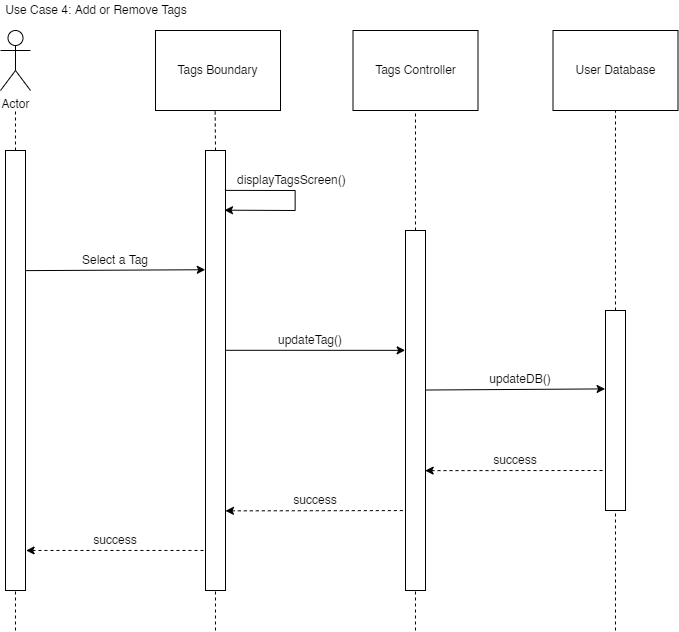 Use Case 4: Add or Remove Tags
Actor
Tags Boundary
Tags Controller
User Database
displayTagsScreen()
Select a Tag
updateTag()
updateDB()
success
success
success